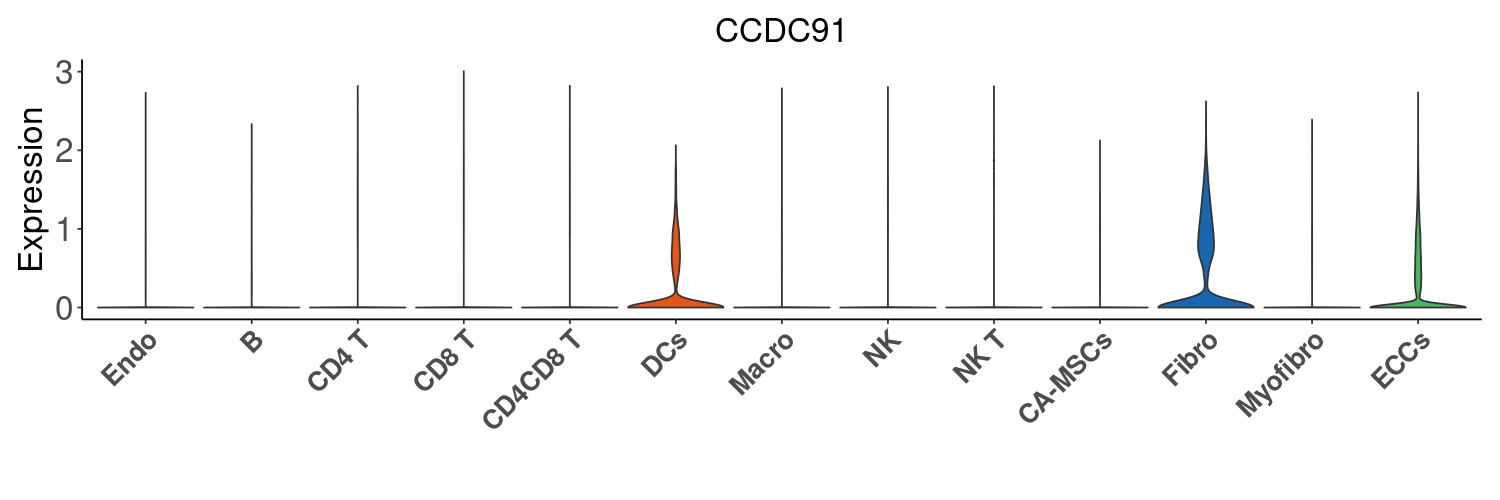 CCDC91
Expression
3
2
1
0
Endo
B
CD4 T
CD8 T
CD4CD8 T
DCs
Macro
NK
NK T
CA-MSCs
Fibro
Myofibro
ECCs